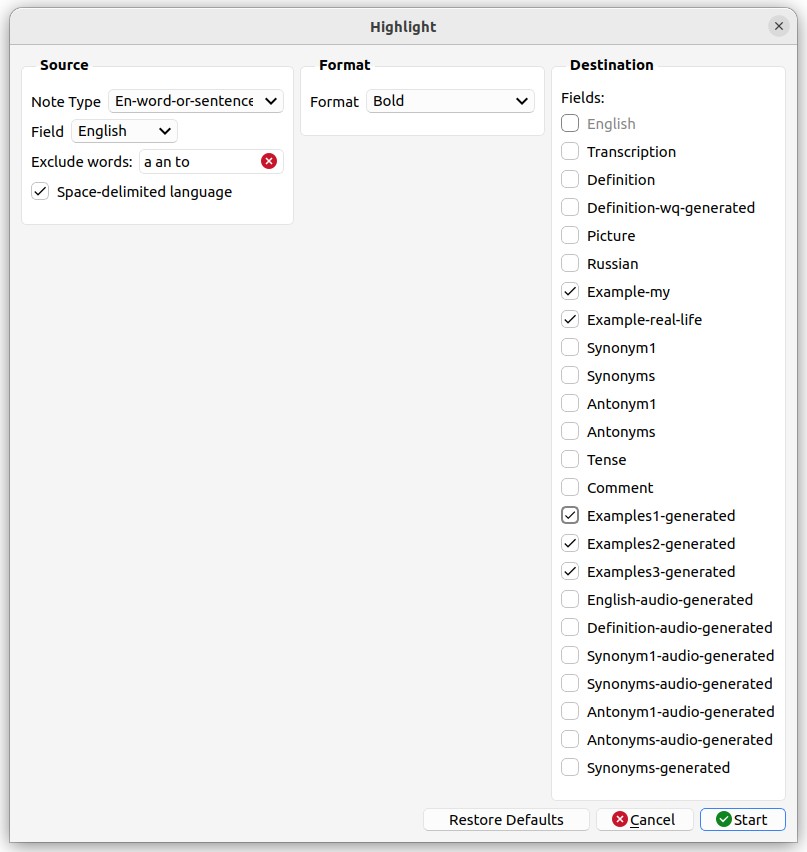 Highlight
Source
Note Type En-word-or-sentence
Field English
Exclude words: a an to
Space-delimited language
Format
Format Bold
Destination
Fields:
English
Transcription
Definition
Definition-wq-generated
Picture
Russian
Example-my
Example-real-life
Synonym1
Synonyms
Antonym1
Antonyms
Tense
Comment
Examples1-generated
Examples2-generated
Examples3-generated
English-audio-generated
Definition-audio-generated
Synonym1-audio-generated
Synonyms-audio-generated
Antonym1-audio-generated
Antonyms-audio-generated
Synonyms-generated
Restore Defaults Cancel Start